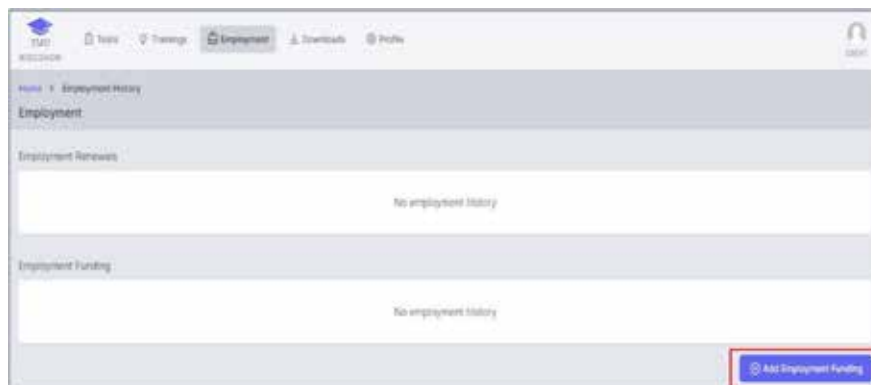 Tests Trainings Employment Downloads Profile
Home > Employment History
Employment
Employment Renewals
No employment history
Employment Funding
No employment history
Add Employment Funding